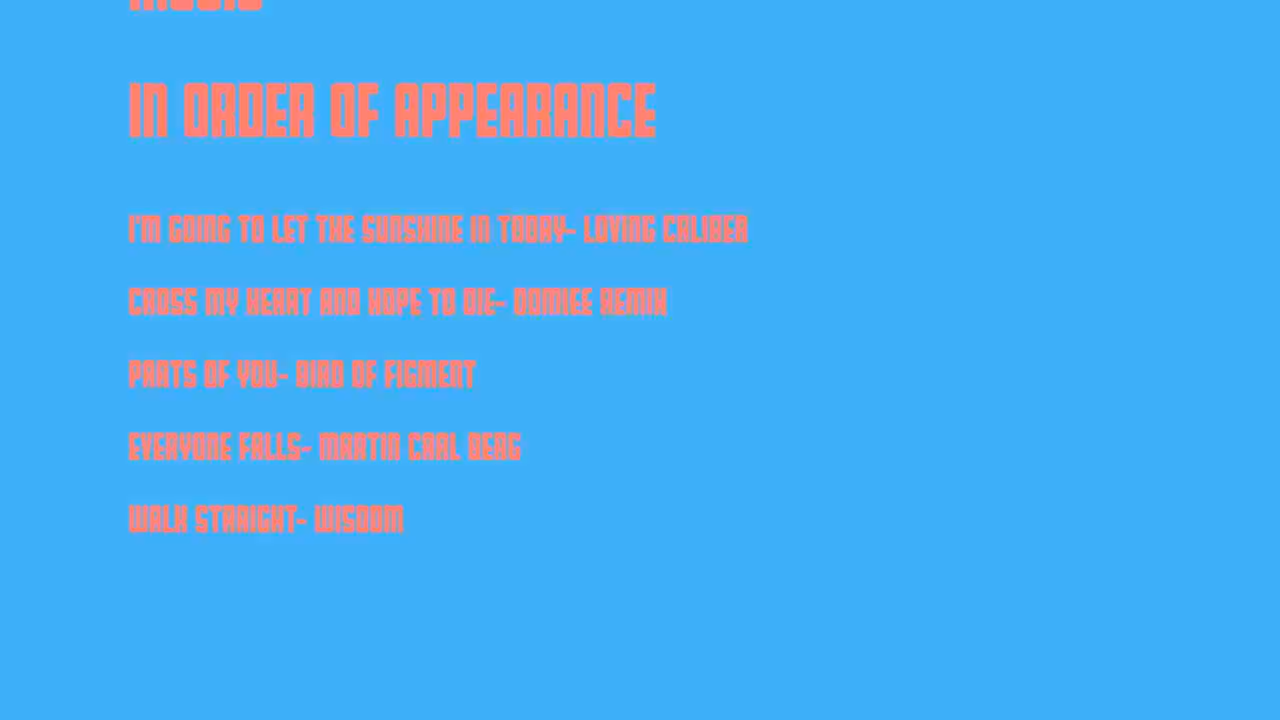 MUSIC
IN ORDER OF APPEARANCE
I'M GOING TO LET THE SUNSHINE IN TODAY- LOVING CALIBER
CROSS MY HEART AND HOPE TO DIE- DOMIEE REMIX
PARTS OF YOU- BIRD OF FIGMENT
EVERYONE FALLS- MARTIN CARL BERG
WALK STRAIGHT- WISDOM